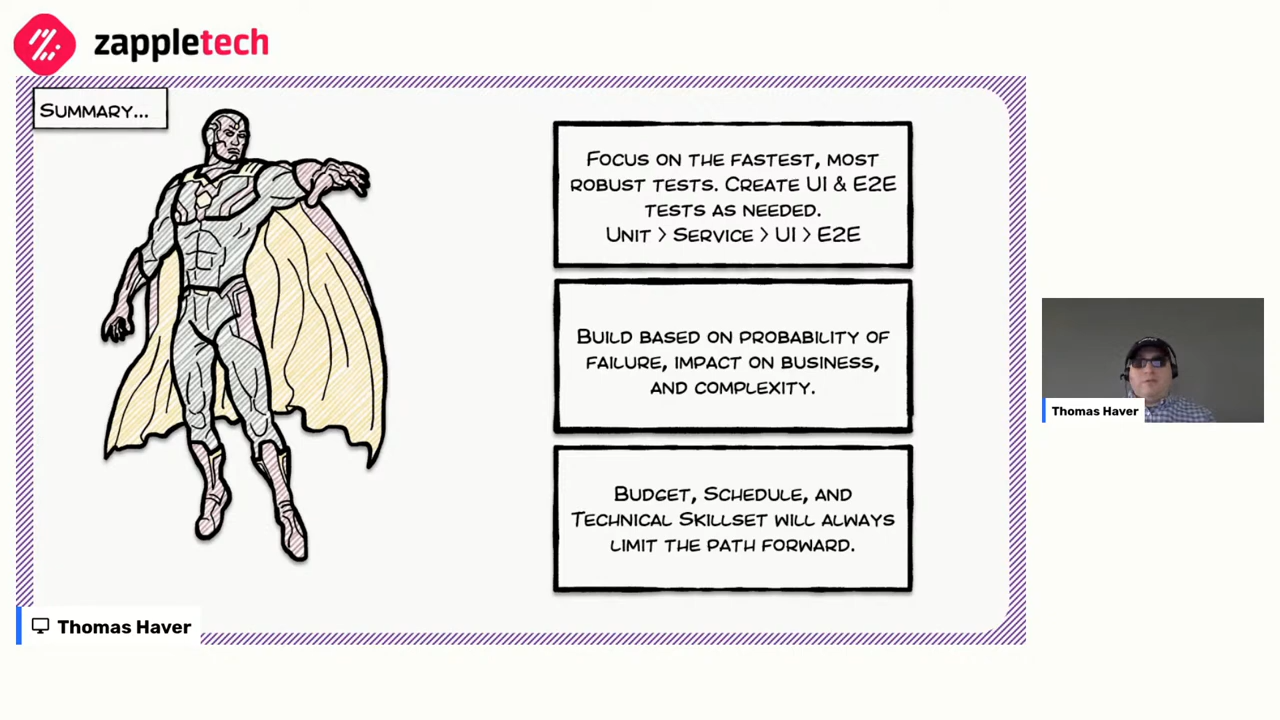 zappletech
SUMMARY...
FOCUS ON THE FASTEST, MOST
ROBUST TESTS. CREATE UI & E2E
TESTS AS NEEDED.
UNIT > SERVICE > UI > E2E
BUILD BASED ON PROBABILITY OF
FAILURE, IMPACT ON BUSINESS,
AND COMPLEXITY.
BUDGET, SCHEDULE, AND
TECHNICAL SKILLSET WILL ALWAYS
LIMIT THE PATH FORWARD.
Thomas Haver
Thomas Haver